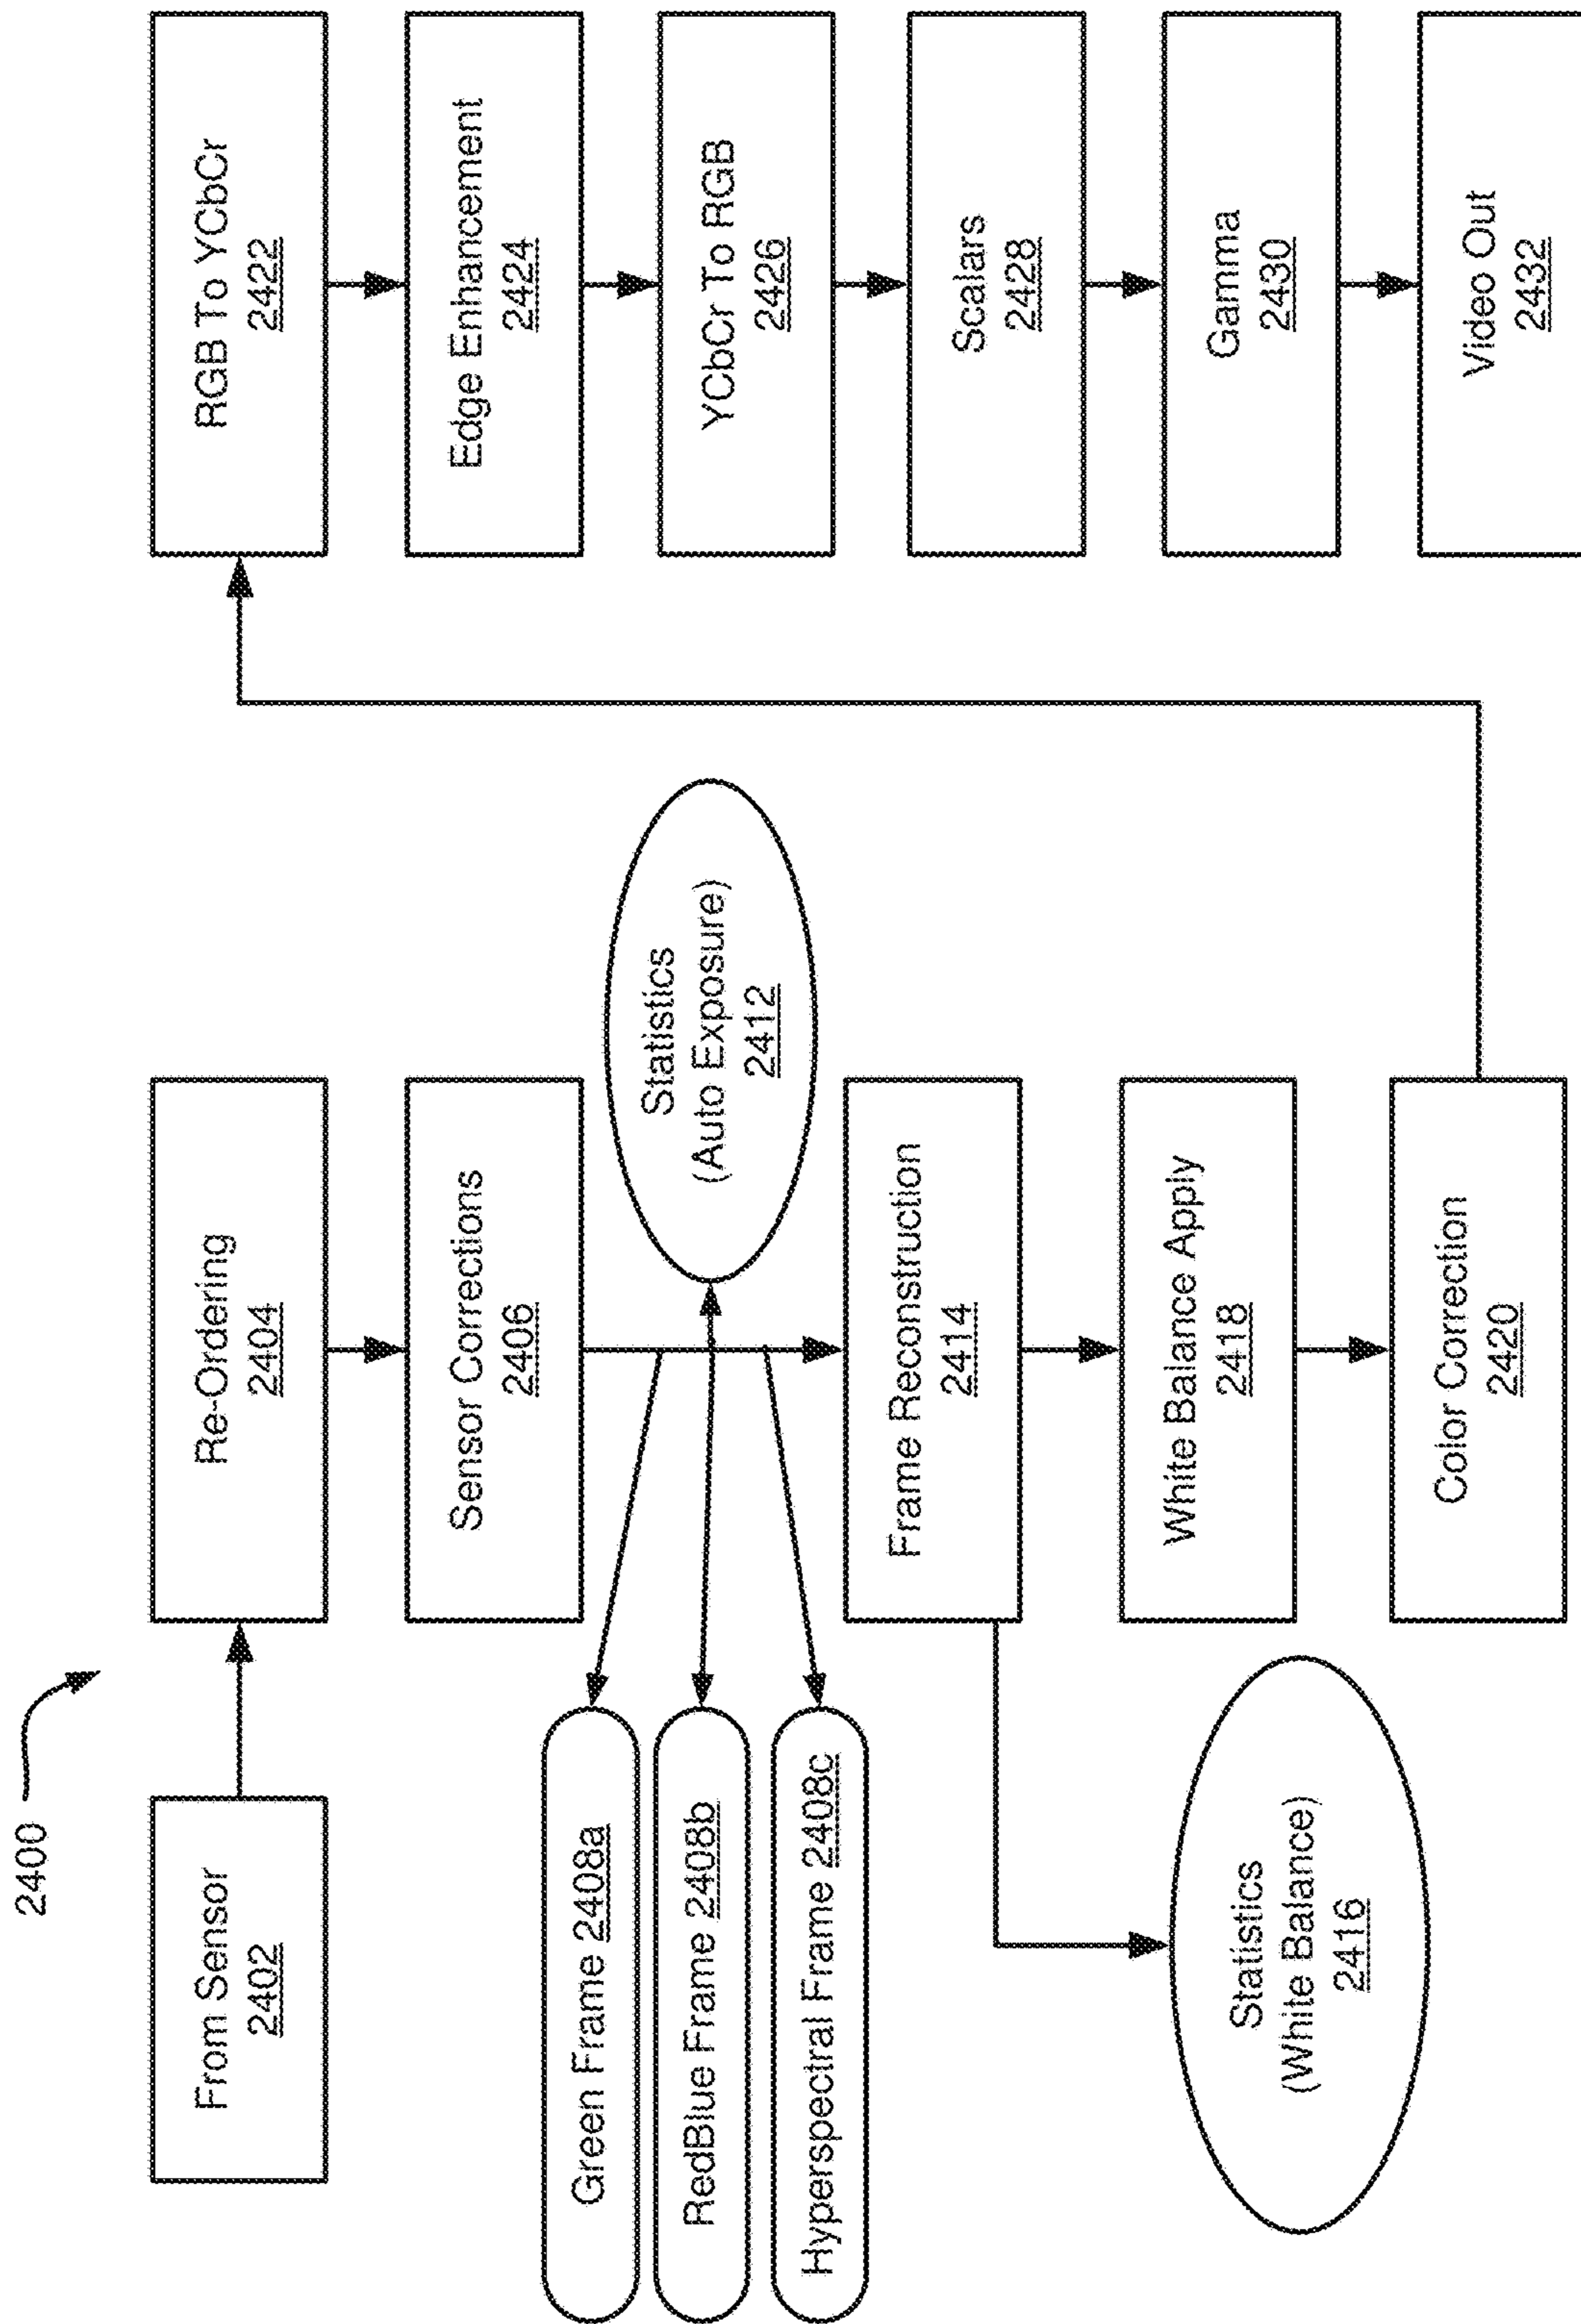 2400
From Sensor
2402
Re-Ordering
2404
Sensor Corrections
2406
Green Frame 2408a
RedBlue Frame 2408b
Hyperspectral Frame 2408c
Statistics
(Auto Exposure)
2412
Frame Reconstruction
2414
Statistics
(White Balance)
2416
White Balance Apply
2418
Color Correction
2420
RGB To YCbCr
2422
Edge Enhancement
2424
YCbCr To RGB
2426
Scalars
2428
Gamma
2430
Video Out
2432